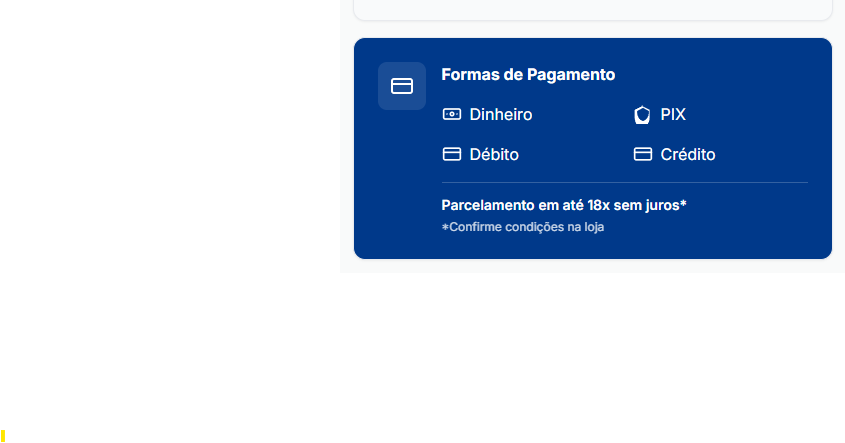 Formas de Pagamento
Dinheiro
PIX
Débito
Crédito
Parcelamento em até 18x sem juros*
*Confirme condições na loja